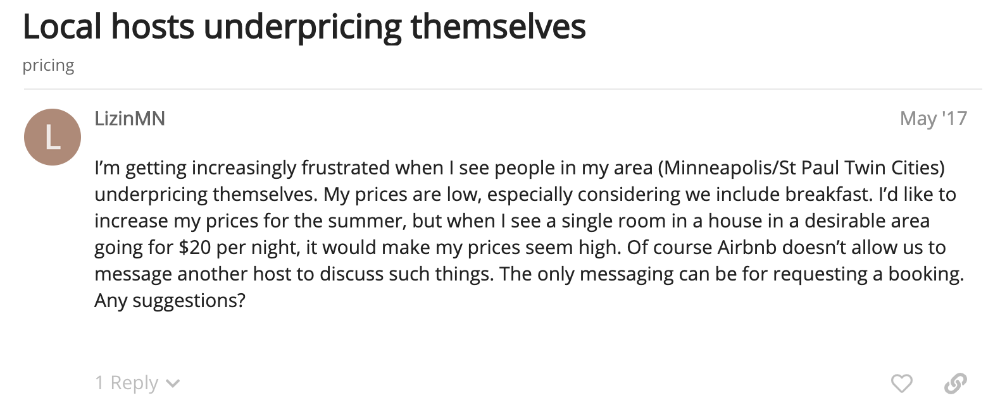 Local hosts underpricing themselves
pricing
L
LizinMN
May '17
I’m getting increasingly frustrated when I see people in my area (Minneapolis/St Paul Twin Cities)
underpricing themselves. My prices are low, especially considering we include breakfast. I’d like to
increase my prices for the summer, but when I see a single room in a house in a desirable area
going for $20 per night, it would make my prices seem high. Of course Airbnb doesn’t allow us to
message another host to discuss such things. The only messaging can be for requesting a booking.
Any suggestions?
1 Reply